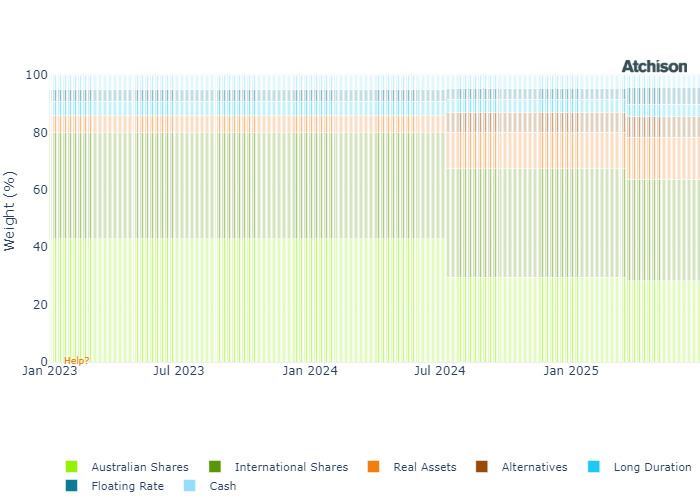 Atchison
100
80
60
40
20
0
Weight (%)
Help?
Jan 2023 Jul 2023 Jan 2024 Jul 2024 Jan 2025
Australian Shares International Shares Real Assets Alternatives Long Duration
Floating Rate Cash